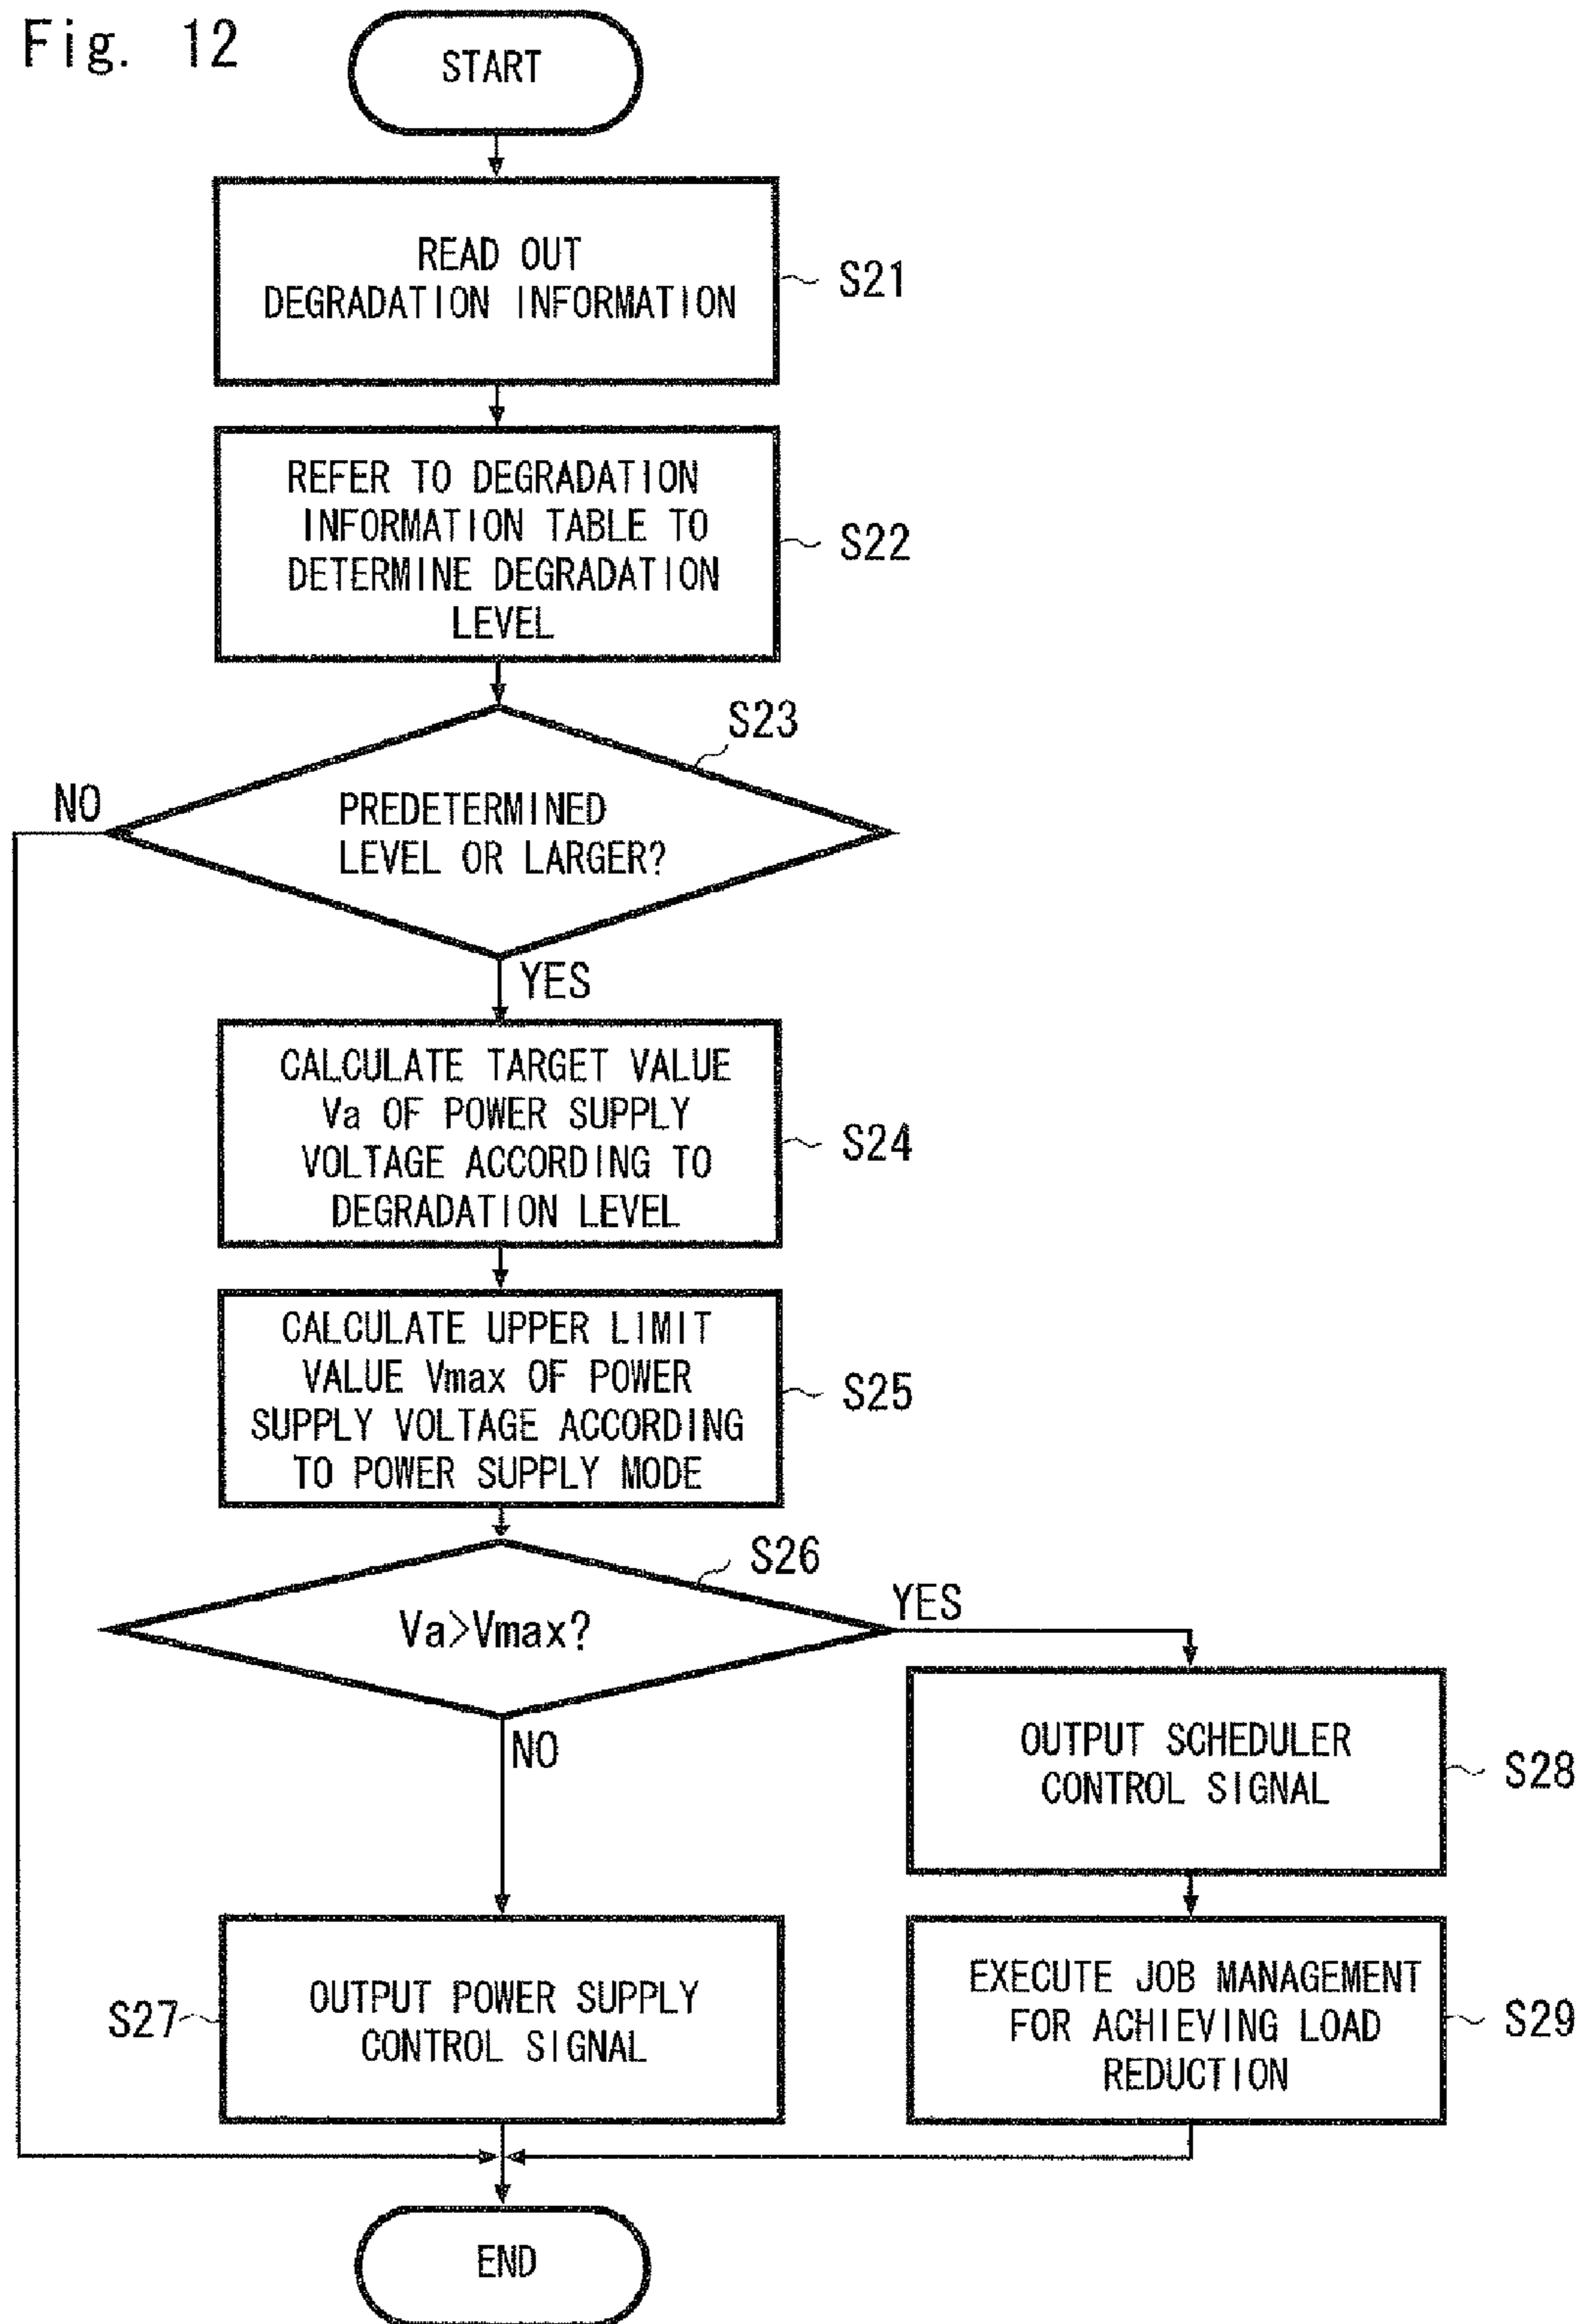 Fig. 12
START
READ OUT
DEGRADATION INFORMATION
S21
REFER TO DEGRADATION
INFORMATION TABLE TO
DETERMINE DEGRADATION
LEVEL
S22
S23
NO
PREDETERMINED
LEVEL OR LARGER?
YES
CALCULATE TARGET VALUE
Va OF POWER SUPPLY
VOLTAGE ACCORDING TO
DEGRADATION LEVEL
S24
CALCULATE UPPER LIMIT
VALUE Vmax OF POWER
SUPPLY VOLTAGE ACCORDING
TO POWER SUPPLY MODE
S25
S26
Va>Vmax?
YES
NO
OUTPUT SCHEDULER
CONTROL SIGNAL
S28
S27
OUTPUT POWER SUPPLY
CONTROL SIGNAL
EXECUTE JOB MANAGEMENT
FOR ACHIEVING LOAD
REDUCTION
S29
END